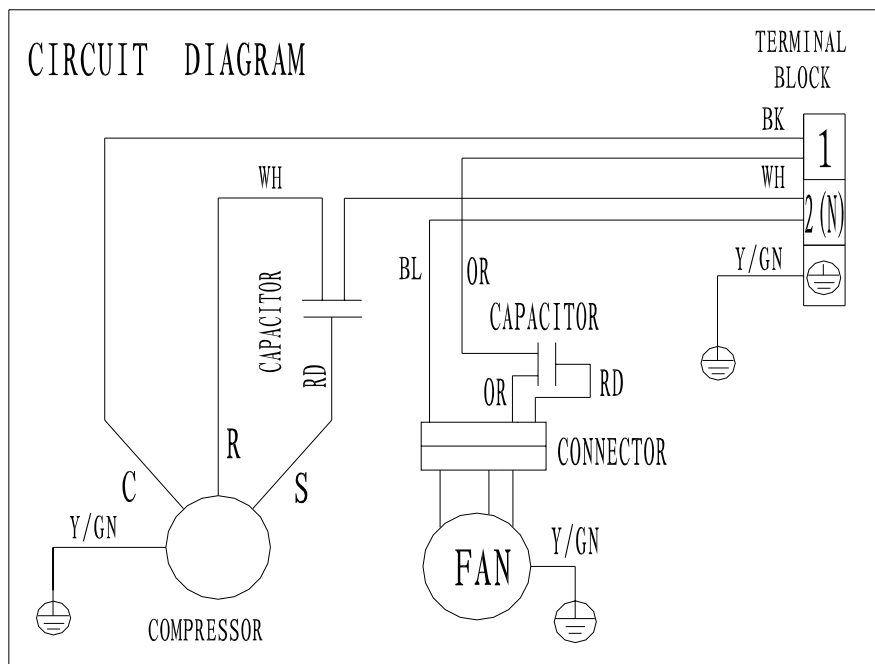 CIRCUIT DIAGRAM
TERMINAL
BLOCK
BK
1
WH
WH
2(N)
BL
OR
Y/GN
CAPACITOR
CAPACITOR
RD
OR
RD
R
CONNECTOR
C
S
Y/GN
Y/GN
FAN
COMPRESSOR